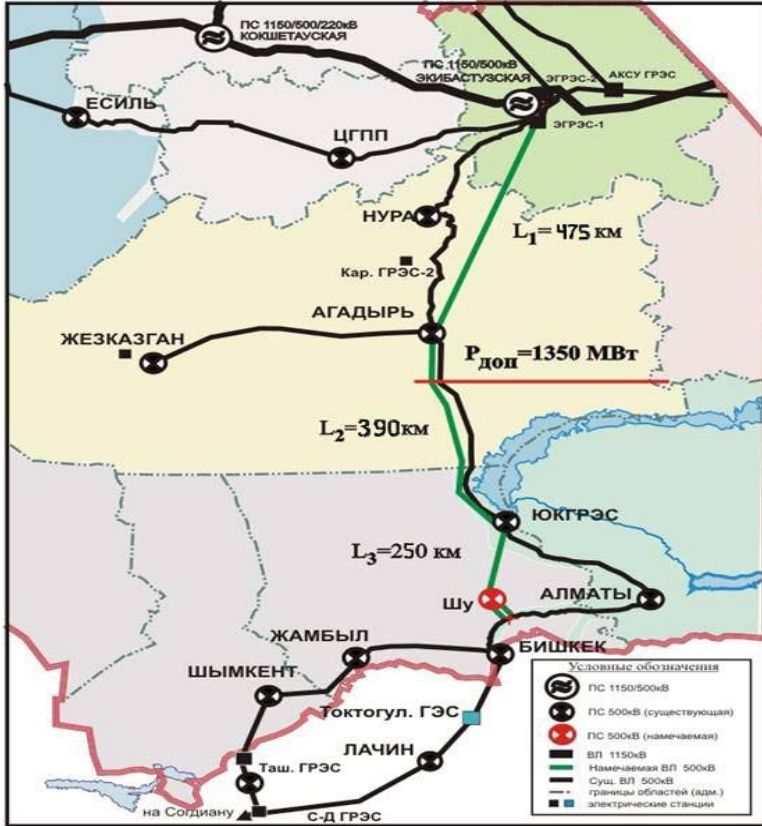 ПС 1150/500/220кВ
КОКШЕТАУСКАЯ
ПС 1150/500кВ
ЭКИБАСТУЗСКАЯ
ЭГРЭС-2
АКСУ ГРЭС
ЕСИЛЬ
ЦГПП
ЭГРЭС-1
НУРА
L₁= 475 км
Кар. ГРЭС-2
АГАДЫРЬ
ЖЕЗКАЗГАН
Pдоп=1350 МВт
L₂=390км
ЮКГРЭС
L₃=250 км
Шу
АЛМАТЫ
ЖАМБЫЛ
БИШКЕК
ШЫМКЕНТ
Токтогул. ГЭС
ЛАЧИН
Таш. ГРЭС
на Согдиану
С-Д ГРЭС
Условные обозначения
ПС 1150/500кВ
ПС 500кВ (существующая)
ПС 500кВ (намечаемая)
ВЛ 1150кВ
Намечаемая ВЛ 500кВ
Сущ. ВЛ 500кВ
границы областей (адм.)
электрические станции